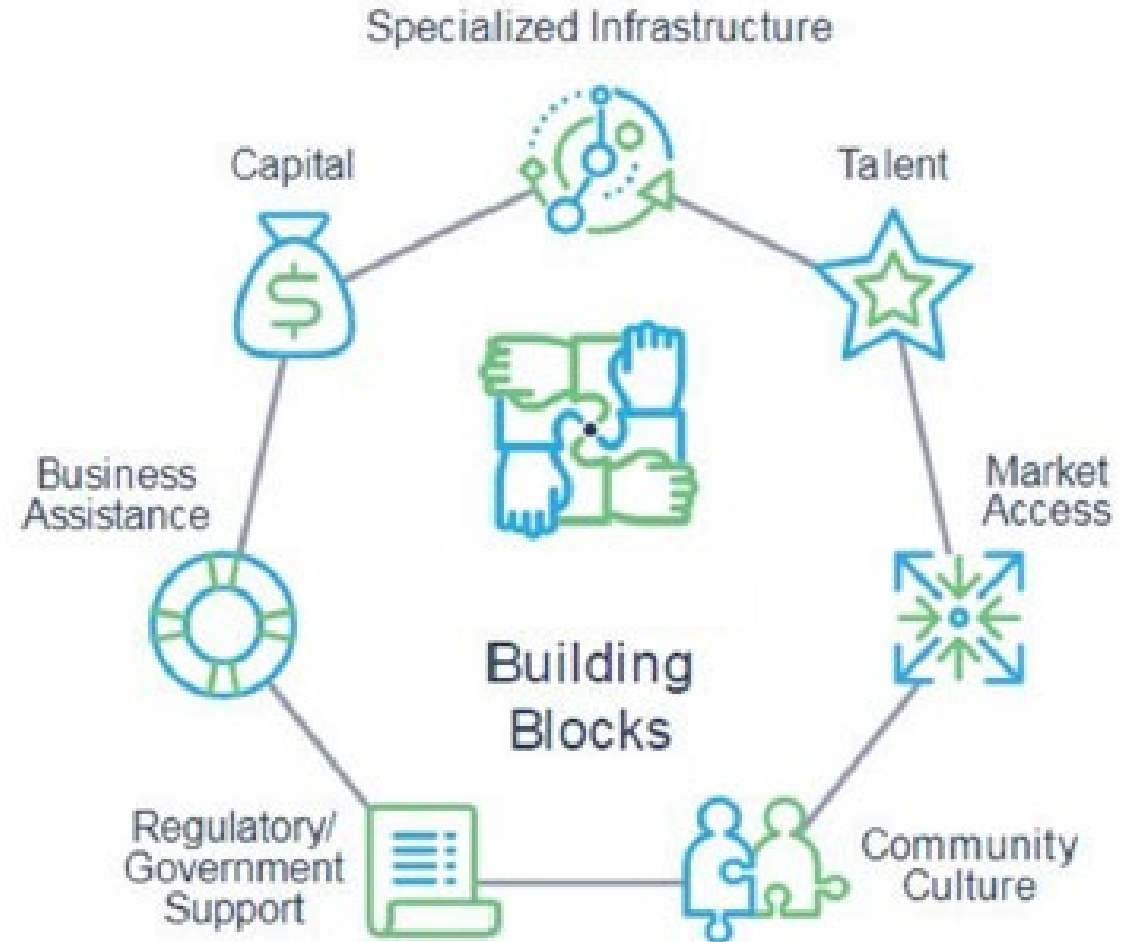 Specialized Infrastructure
Capital
Talent
$
Business
Assistance
Market
Access
Building
Blocks
Regulatory/
Government
Support
Community
Culture